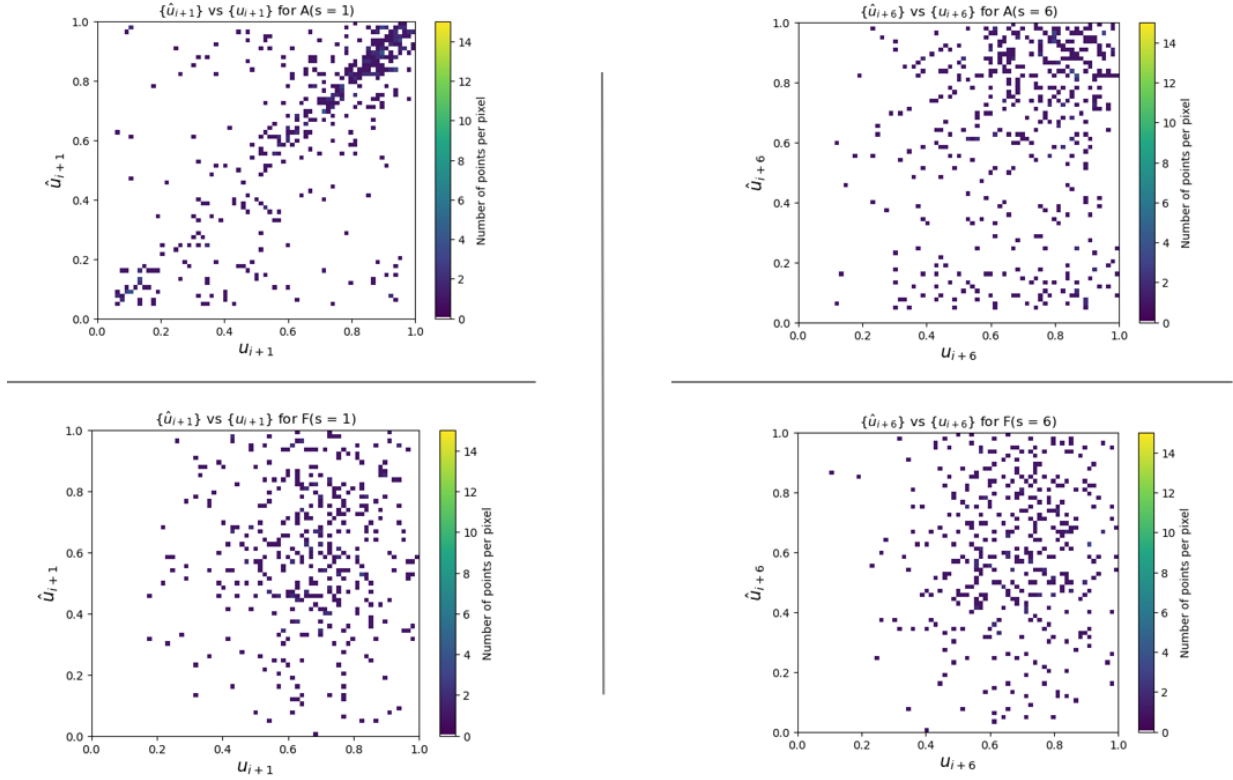 {û_{i+1}} vs {u_{i+1}} for A(s = 1)
1.0
0.8
0.6
0.4
0.2
0.0
û_{i+1}
0.0 0.2 0.4 0.6 0.8 1.0
u_{i+1}
14
12
10
8
6
4
2
0
Number of points per pixel
{û_{i+6}} vs {u_{i+6}} for A(s = 6)
1.0
0.8
0.6
0.4
0.2
0.0
û_{i+6}
0.0 0.2 0.4 0.6 0.8 1.0
u_{i+6}
14
12
10
8
6
4
2
0
Number of points per pixel
{û_{i+1}} vs {u_{i+1}} for F(s = 1)
1.0
0.8
0.6
0.4
0.2
0.0
û_{i+1}
0.0 0.2 0.4 0.6 0.8 1.0
u_{i+1}
14
12
10
8
6
4
2
0
Number of points per pixel
{û_{i+6}} vs {u_{i+6}} for F(s = 6)
1.0
0.8
0.6
0.4
0.2
0.0
û_{i+6}
0.0 0.2 0.4 0.6 0.8 1.0
u_{i+6}
14
12
10
8
6
4
2
0
Number of points per pixel